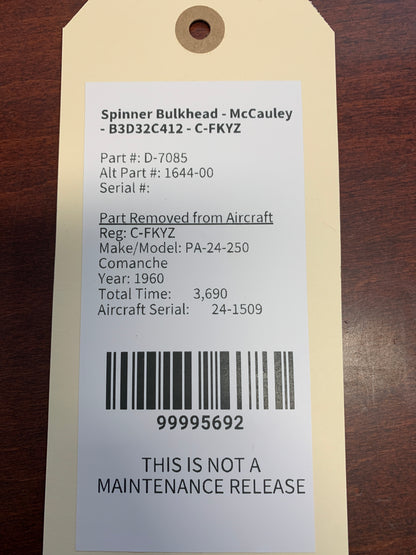 Spinner Bulkhead - McCauley
- B3D32C412 - C-FKYZ
Part #: D-7085
Alt Part #: 1644-00
Serial #:
Part Removed from Aircraft
Reg: C-FKYZ
Make/Model: PA-24-250
Comanche
Year: 1960
Total Time: 3,690
Aircraft Serial: 24-1509
99995692
THIS IS NOT A
MAINTENANCE RELEASE